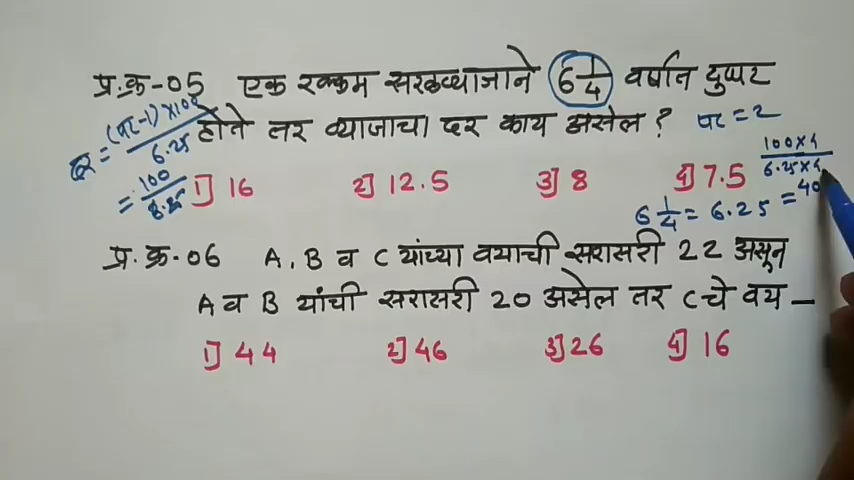 प्र.क्र-05 एक रक्कम सरळव्याजाने 6 1/4 वर्षात दुप्पट
होते तर व्याजाचा दर काय असेल ? पट = 2
दर = (पट-1)×100 / 6.25
= 100 / 6.25
1] 16 2] 12.5 3] 8 4] 7.5
100×4 / 6.25×4
6 1/4 = 6.25 = 40
प्र.क्र-06 A, B व C यांच्या वयाची सरासरी 22 असून
A व B यांची सरासरी 20 असेल तर C चे वय _
1] 44 2] 46 3] 26 4] 16